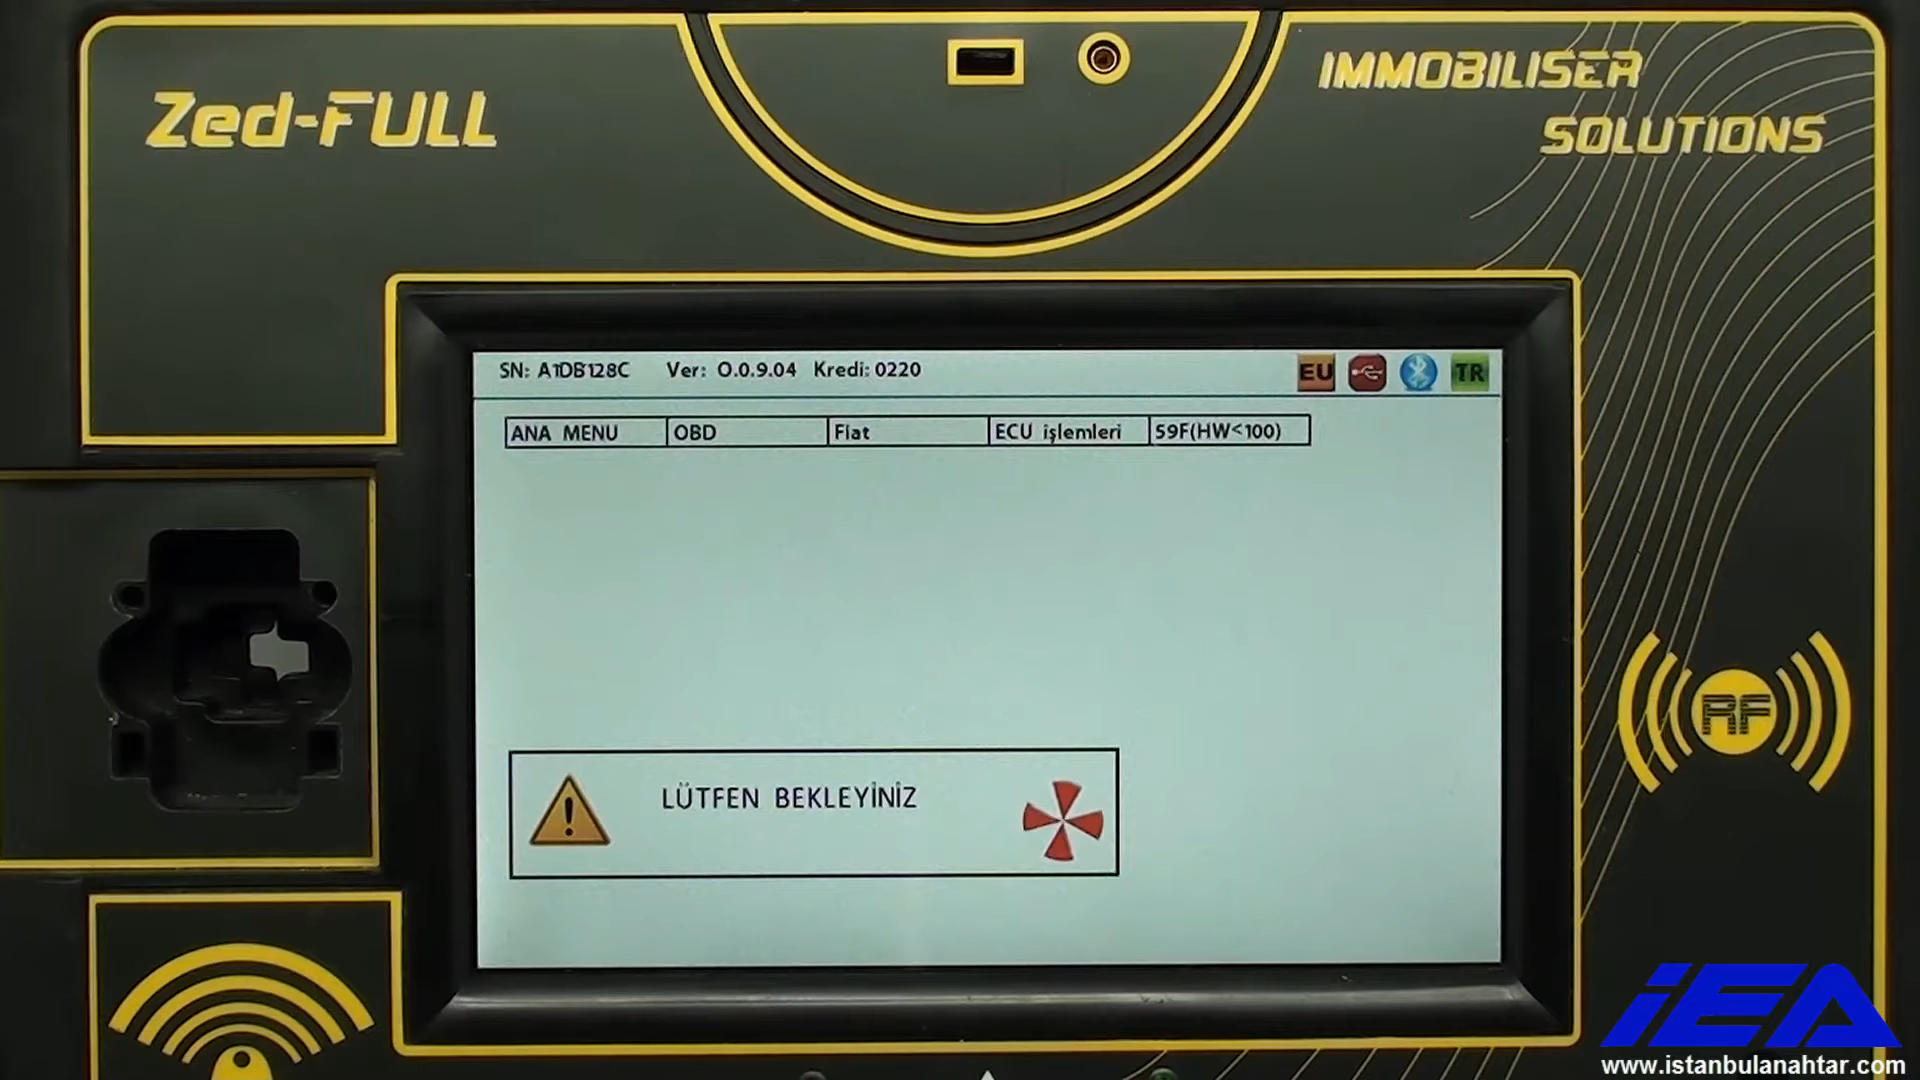 Zed-FULL
IMMOBILISER
SOLUTIONS
SN: A1DB128C Ver: O.0.9.04 Kredi: 0220 EU TR
ANA MENU OBD Fiat ECU işlemleri 59F(HW<100)
LÜTFEN BEKLEYİNİZ
RF
iEA
www.istanbulanahtar.com